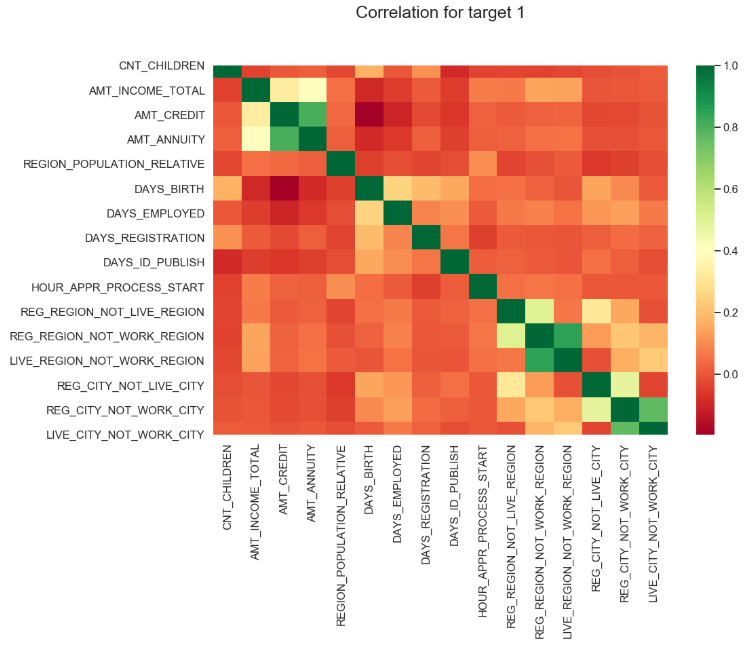 Correlation for target 1
CNT_CHILDREN
AMT_INCOME_TOTAL
AMT_CREDIT
AMT_ANNUITY
REGION_POPULATION_RELATIVE
DAYS_BIRTH
DAYS_EMPLOYED
DAYS_REGISTRATION
DAYS_ID_PUBLISH
HOUR_APPR_PROCESS_START
REG_REGION_NOT_LIVE_REGION
REG_REGION_NOT_WORK_REGION
LIVE_REGION_NOT_WORK_REGION
REG_CITY_NOT_LIVE_CITY
REG_CITY_NOT_WORK_CITY
LIVE_CITY_NOT_WORK_CITY
CNT_CHILDREN
AMT_INCOME_TOTAL
AMT_CREDIT
AMT_ANNUITY
REGION_POPULATION_RELATIVE
DAYS_BIRTH
DAYS_EMPLOYED
DAYS_REGISTRATION
DAYS_ID_PUBLISH
HOUR_APPR_PROCESS_START
REG_REGION_NOT_LIVE_REGION
REG_REGION_NOT_WORK_REGION
LIVE_REGION_NOT_WORK_REGION
REG_CITY_NOT_LIVE_CITY
REG_CITY_NOT_WORK_CITY
LIVE_CITY_NOT_WORK_CITY
1.0
0.8
0.6
0.4
0.2
0.0